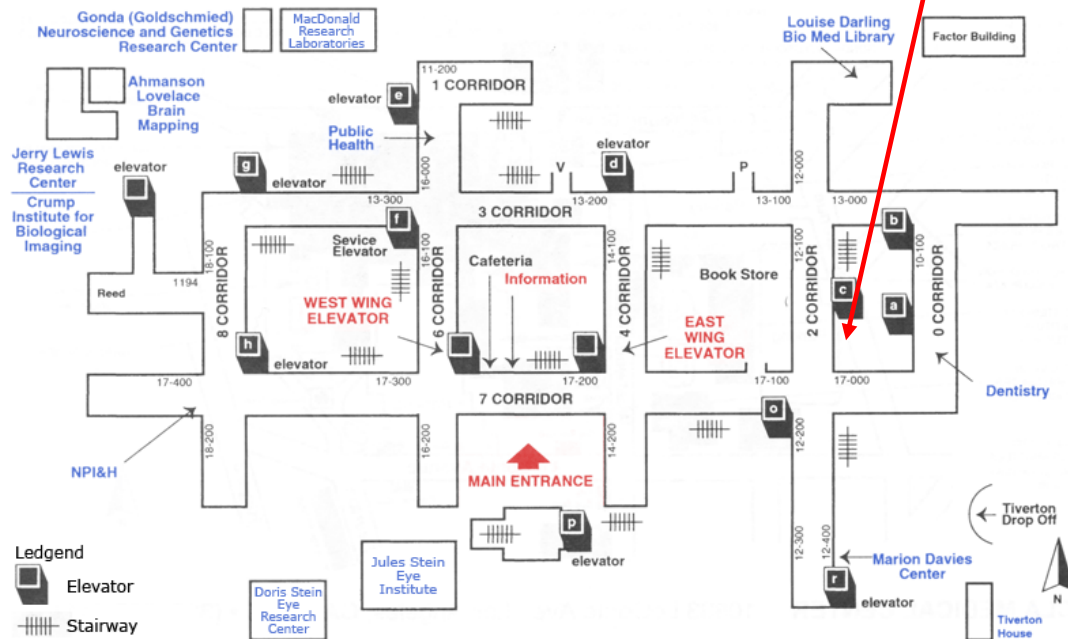 Gonda (Goldschmied)
Neuroscience and Genetics
Research Center
MacDonald
Research
Laboratories
Louise Darling
Bio Med Library
Factor Building
11-200
1 CORRIDOR
elevator
e
Ahmanson
Lovelace
Brain
Mapping
Public
Health
16-000
elevator
d
V
P
12-000
Jerry Lewis
Research
Center
Crump
Institute for
Biological
Imaging
elevator
g
elevator
13-300
3 CORRIDOR
13-200
13-100
13-000
f
Sevice
Elevator
b
18-100
16-100
14-100
12-100
10-100
8 CORRIDOR
6 CORRIDOR
4 CORRIDOR
2 CORRIDOR
0 CORRIDOR
Cafeteria
Information
Book Store
1194
Reed
c
a
WEST WING
ELEVATOR
EAST
WING
ELEVATOR
h
elevator
17-400
17-300
17-200
17-100
17-000
7 CORRIDOR
Dentistry
o
NPI&H
18-200
16-200
14-200
12-200
MAIN ENTRANCE
p
elevator
12-300
12-400
Tiverton
Drop Off
Marion Davies
Center
r
elevator
N
Tiverton
House
Jules Stein
Eye
Institute
Doris Stein
Eye
Research
Center
Ledgend
Elevator
Stairway